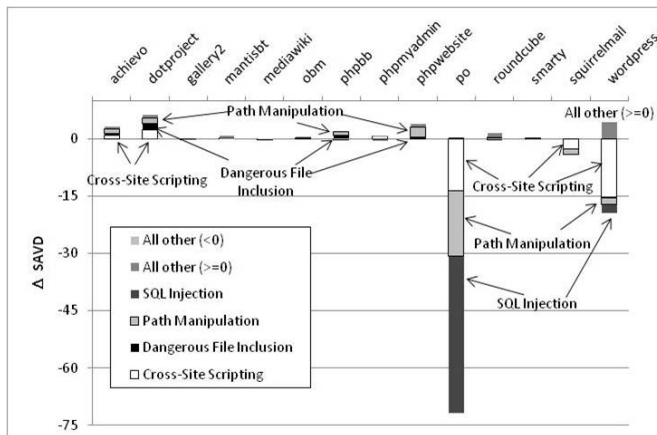 achievo
dotproject
gallery2
mantisbt
mediawiki
obm
phpbb
phpmyadmin
phpwebsite
po
roundcube
smarty
squirrelmail
wordpress
All other (>=0)
Path Manipulation
0
Cross-Site Scripting
Dangerous File
Inclusion
Cross-Site Scripting
-15
Path Manipulation
All other (<0)
All other (>=0)
-30
SQL Injection
SQL Injection
Path Manipulation
-45
Dangerous File Inclusion
-60
Cross-Site Scripting
-75
Δ SAVD